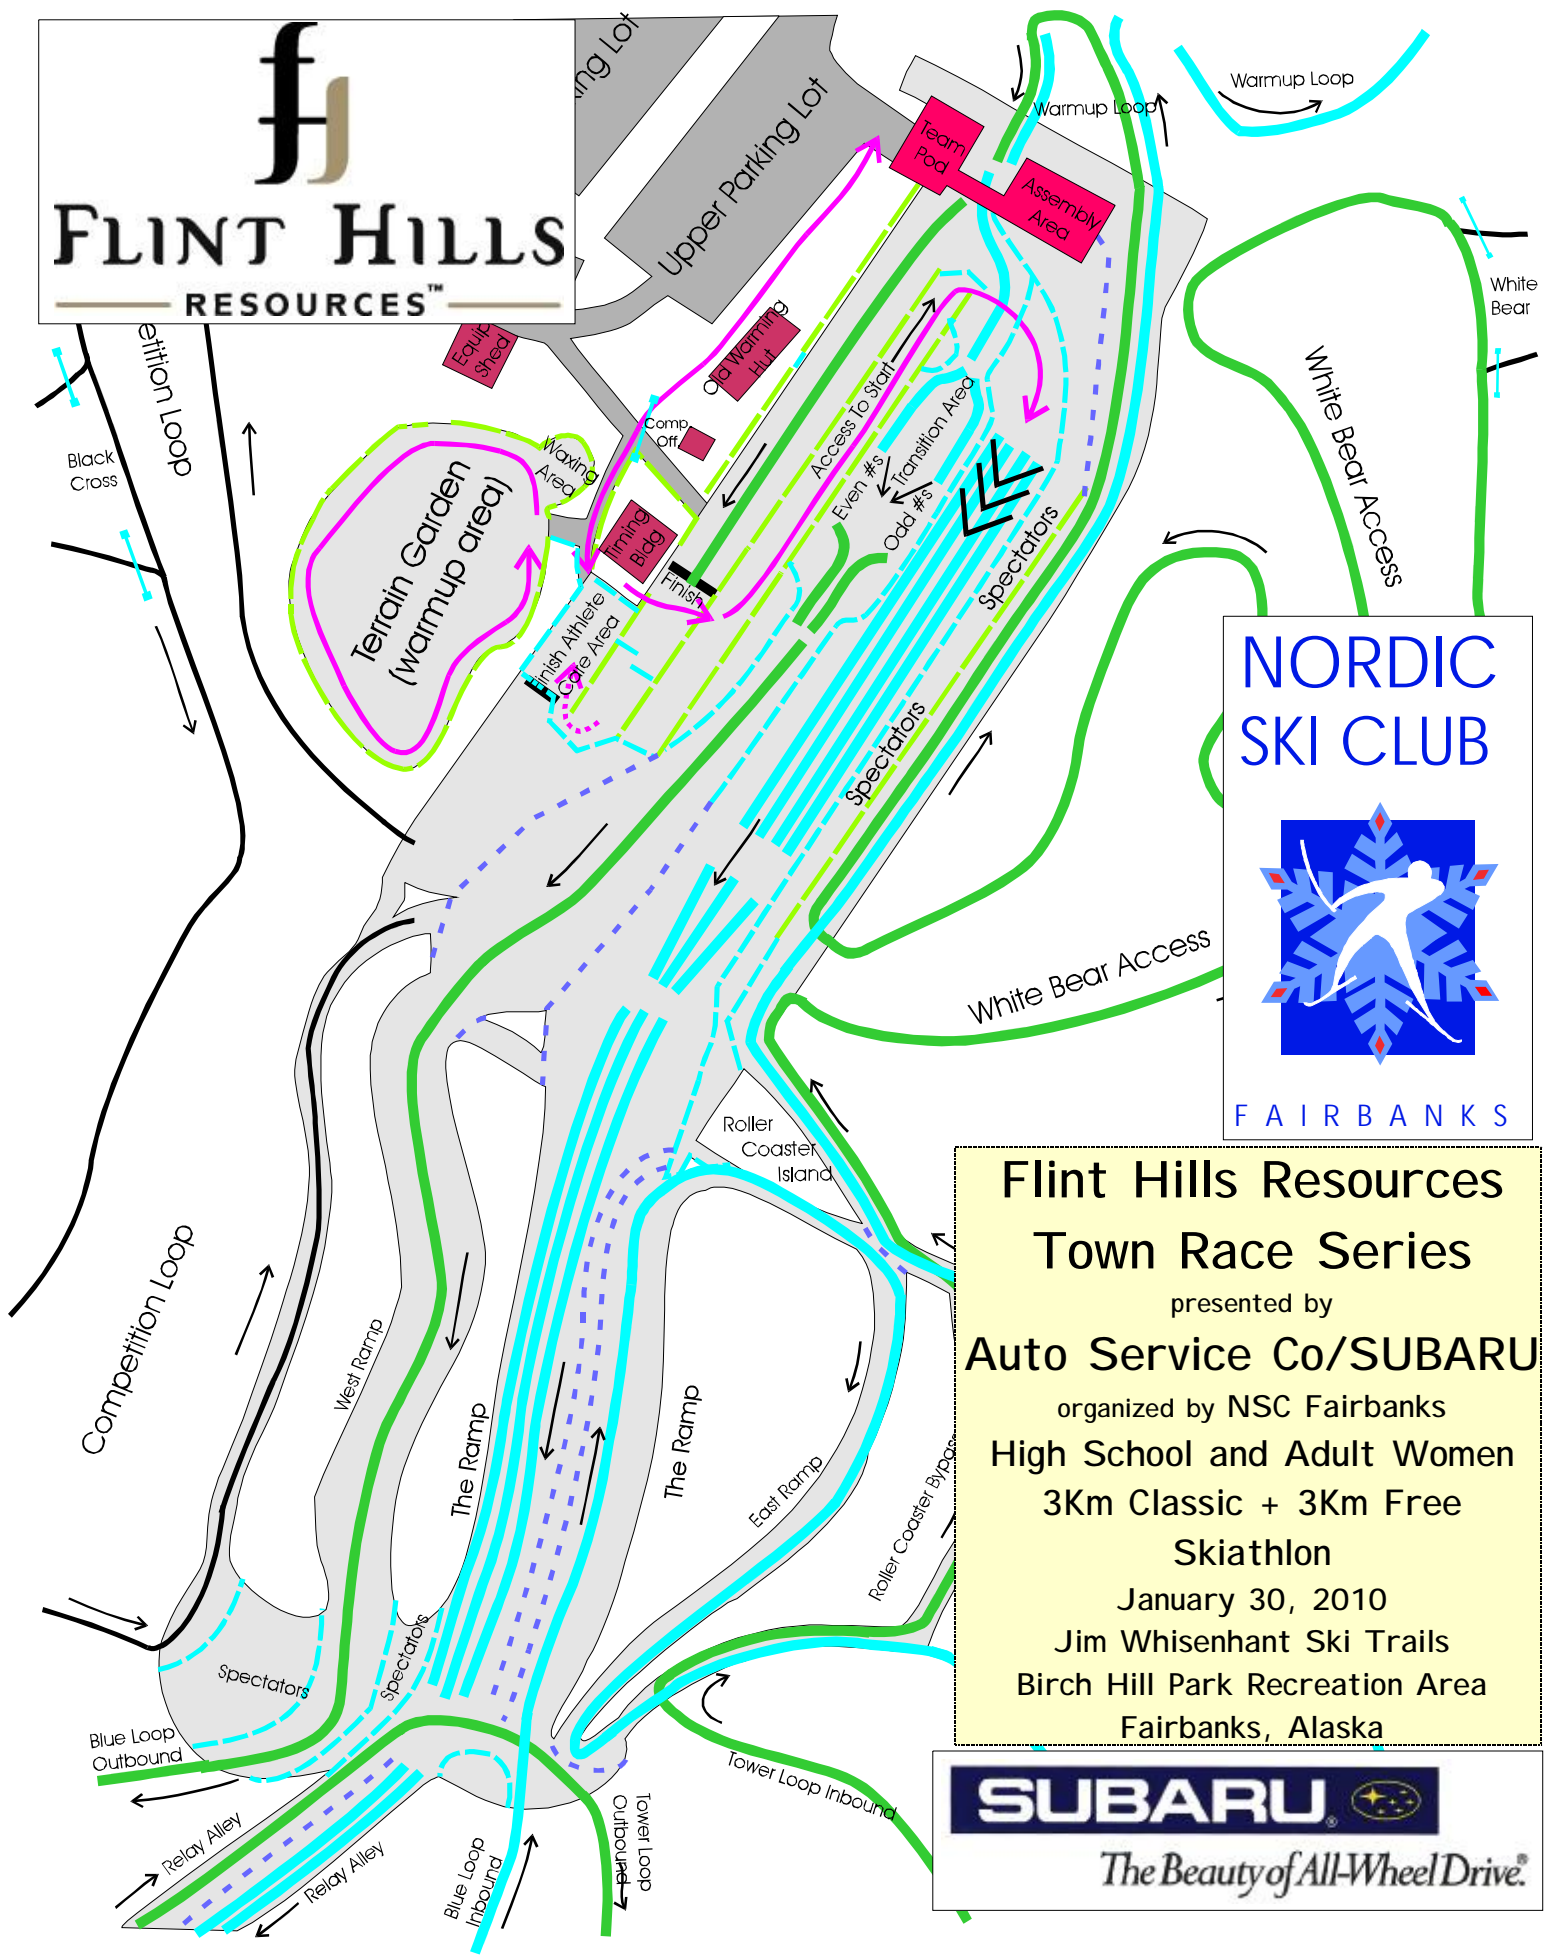 FLINT HILLS
RESOURCES™
ing Lot
Upper Parking Lot
Team
Pod
Assembly
Area
Warmup Loop
Warmup Loop
White
Bear
White Bear Access
Equip
Shed
Old Warming
Hut
Comp
Off.
Waxing
Area
Timing
Bldg
Finish
Access To Start
Transition Area
Even #s
Odd #s
Spectators
Spectators
Terrain Garden
(warmup area)
Finish Athlete
Care Area
etition Loop
Black
Cross
NORDIC
SKI CLUB
FAIRBANKS
White Bear Access
Roller
Coaster
Island
Competition Loop
West Ramp
The Ramp
The Ramp
East Ramp
Roller Coaster Bypas
Spectators
Spectators
Blue Loop
Outbound
Relay Alley
Relay Alley
Blue Loop
Inbound
Tower Loop
Outbound
Tower Loop Inbound
Flint Hills Resources
Town Race Series
presented by
Auto Service Co/SUBARU
organized by NSC Fairbanks
High School and Adult Women
3Km Classic + 3Km Free
Skiathlon
January 30, 2010
Jim Whisenhant Ski Trails
Birch Hill Park Recreation Area
Fairbanks, Alaska
SUBARU®
The Beauty of All-Wheel Drive.®